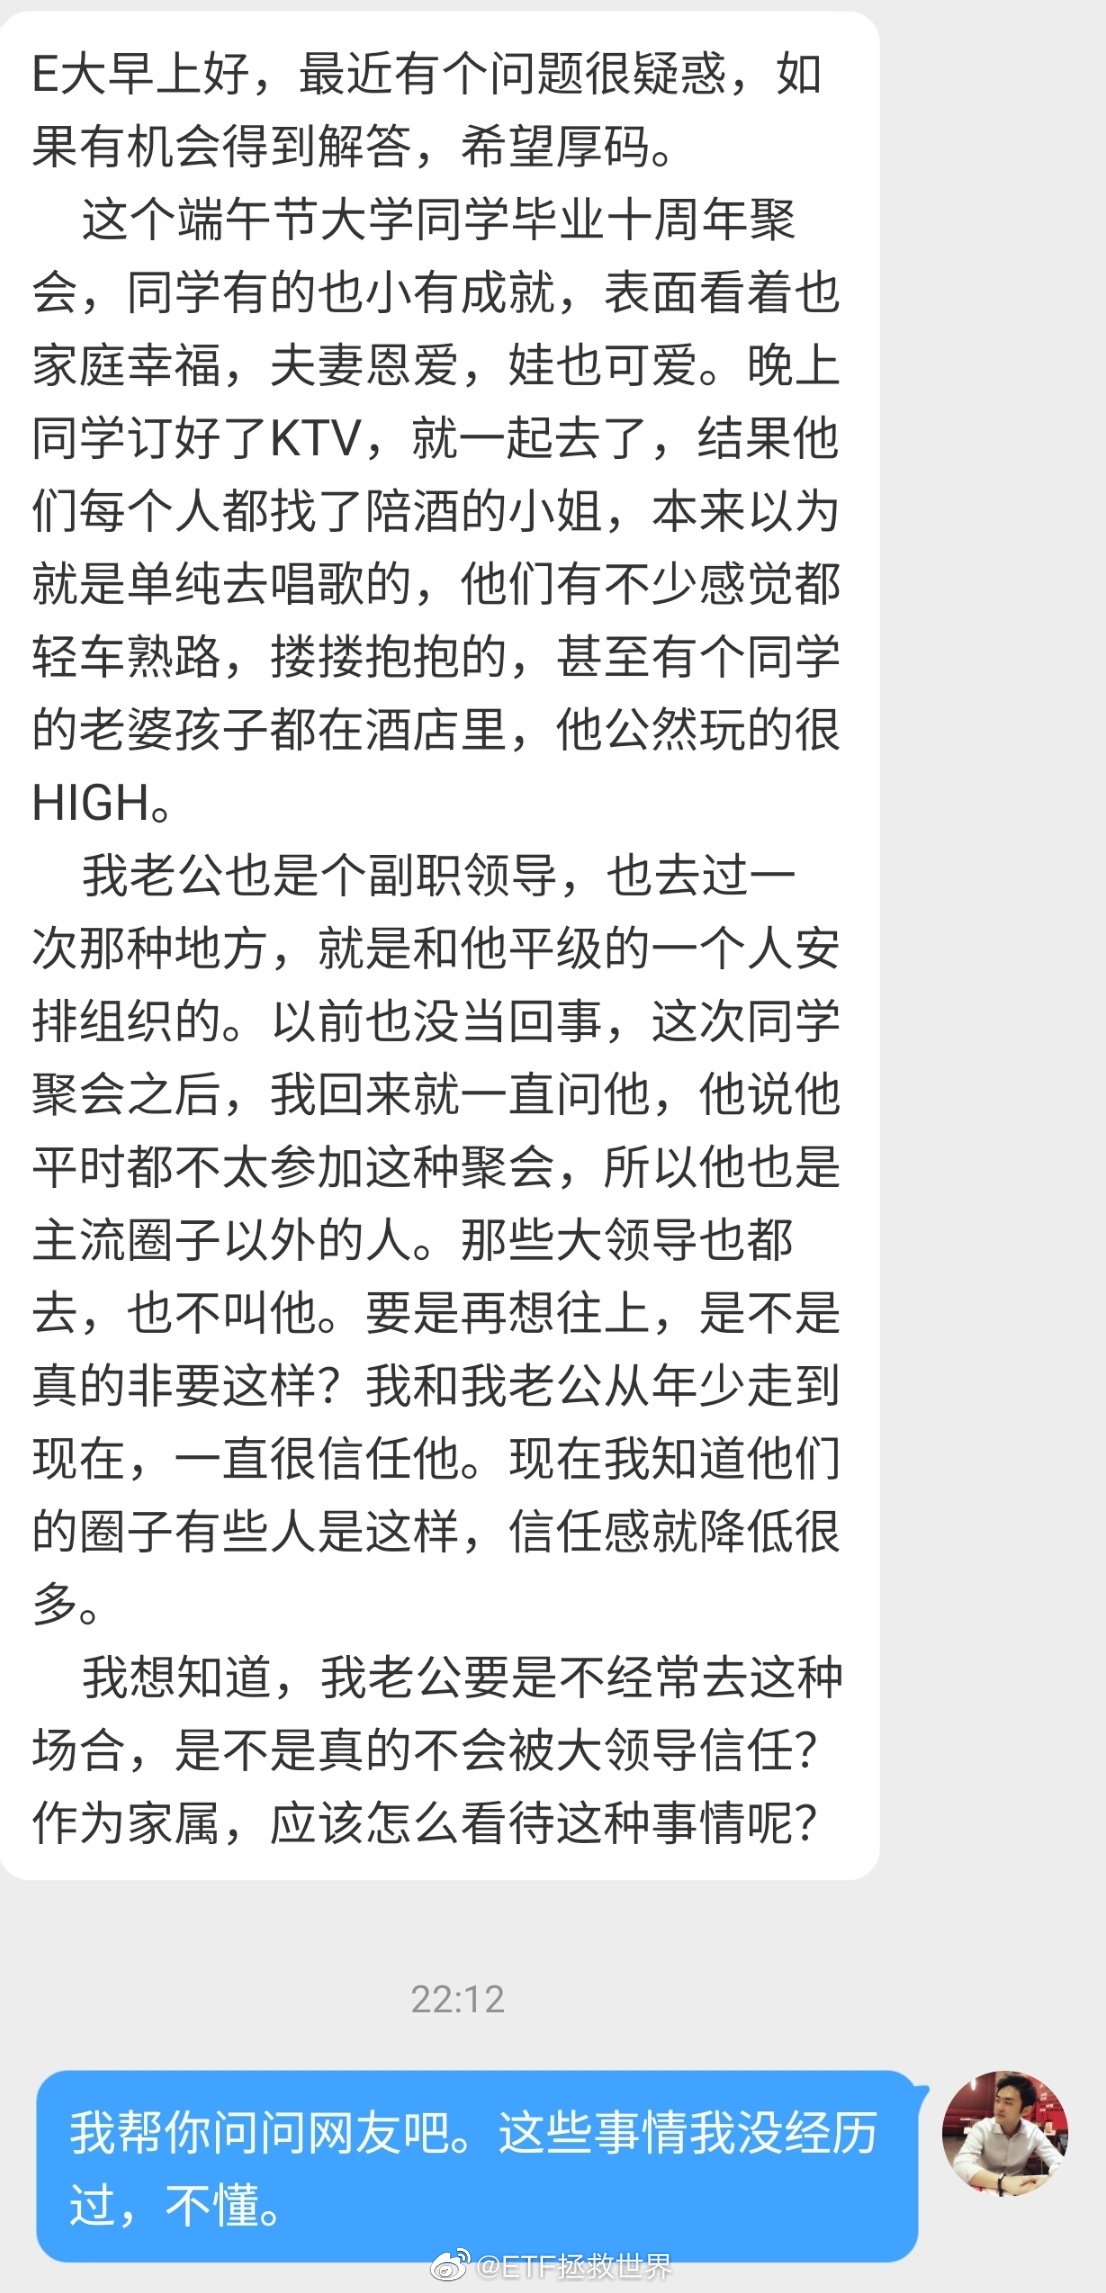 E大早上好，最近有个问题很疑惑，如
果有机会得到解答，希望厚码。
这个端午节大学同学毕业十周年聚
会，同学有的也小有成就，表面看着也
家庭幸福，夫妻恩爱，娃也可爱。晚上
同学订好了KTV，就一起去了，结果他
们每个人都找了陪酒的小姐，本来以为
就是单纯去唱歌的，他们有不少感觉都
轻车熟路，搂搂抱抱的，甚至有个同学
的老婆孩子都在酒店里，他公然玩的很
HIGH。
我老公也是个副职领导，也去过一
次那种地方，就是和他平级的一个人安
排组织的。以前也没当回事，这次同学
聚会之后，我回来就一直问他，他说他
平时都不太参加这种聚会，所以他也是
主流圈子以外的人。那些大领导也都
去，也不叫他。要是再想往上，是不是
真的非要这样？我和我老公从年少走到
现在，一直很信任他。现在我知道他们
的圈子有些人是这样，信任感就降低很
多。
我想知道，我老公要是不经常去这种
场合，是不是真的不会被大领导信任？
作为家属，应该怎么看待这种事情呢？
22:12
我帮你问问网友吧。这些事情我没经历
过，不懂。
@ETF拯救世界